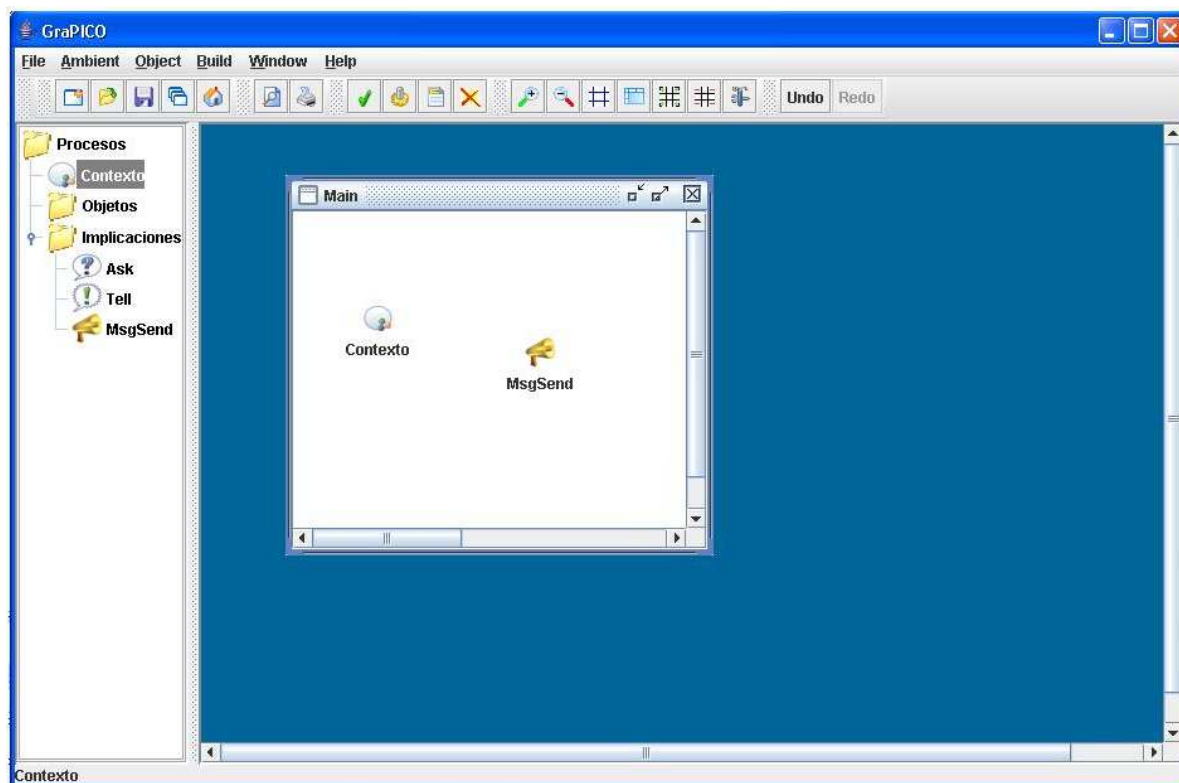 GraPICO
File Ambient Object Build Window Help
Undo Redo
Procesos
Contexto
Objetos
Implicaciones
Ask
Tell
MsgSend
Main
Contexto
MsgSend
Contexto